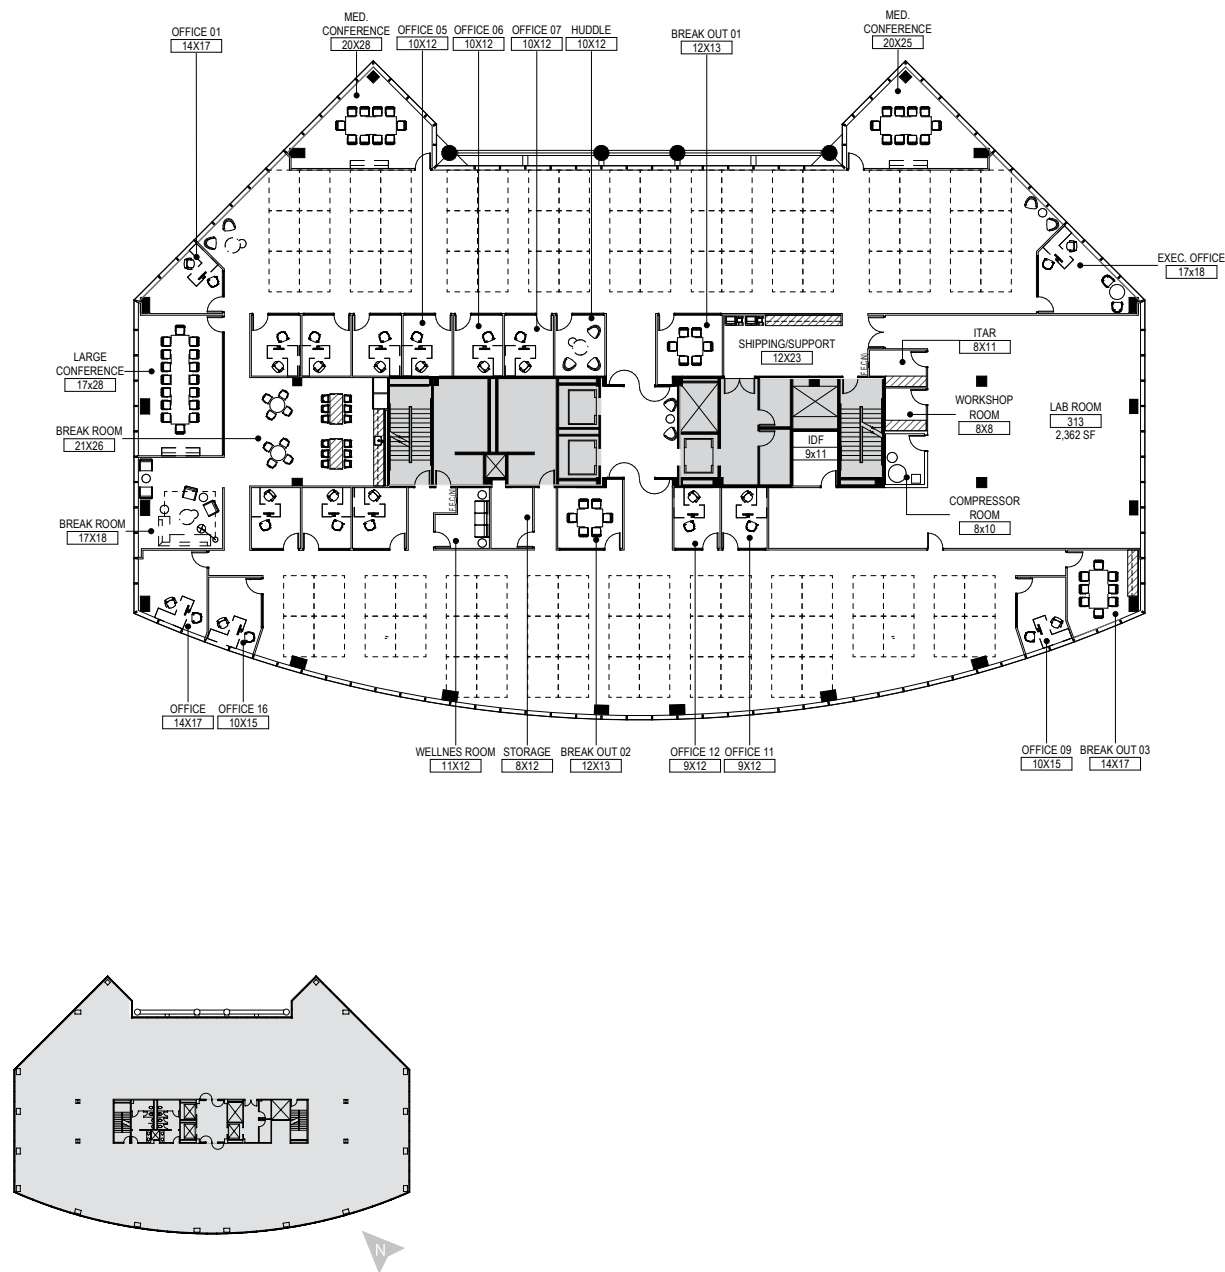 OFFICE 01
14X17
MED.
CONFERENCE
20X28
OFFICE 05
10X12
OFFICE 06
10X12
OFFICE 07
10X12
HUDDLE
10X12
BREAK OUT 01
12X13
MED.
CONFERENCE
20X25
EXEC. OFFICE
17x18
LARGE
CONFERENCE
17x28
SHIPPING/SUPPORT
12X23
F.E.C(N)
ITAR
8X11
WORKSHOP
ROOM
8X8
LAB ROOM
313
2,362 SF
BREAK ROOM
21X26
IDF
9x11
COMPRESSOR
ROOM
8x10
BREAK ROOM
17X18
F.E.C(N)
OFFICE
14X17
OFFICE 16
10X15
WELLNES ROOM
11X12
STORAGE
8X12
BREAK OUT 02
12X13
OFFICE 12
9X12
OFFICE 11
9X12
OFFICE 09
10X15
BREAK OUT 03
14X17
N